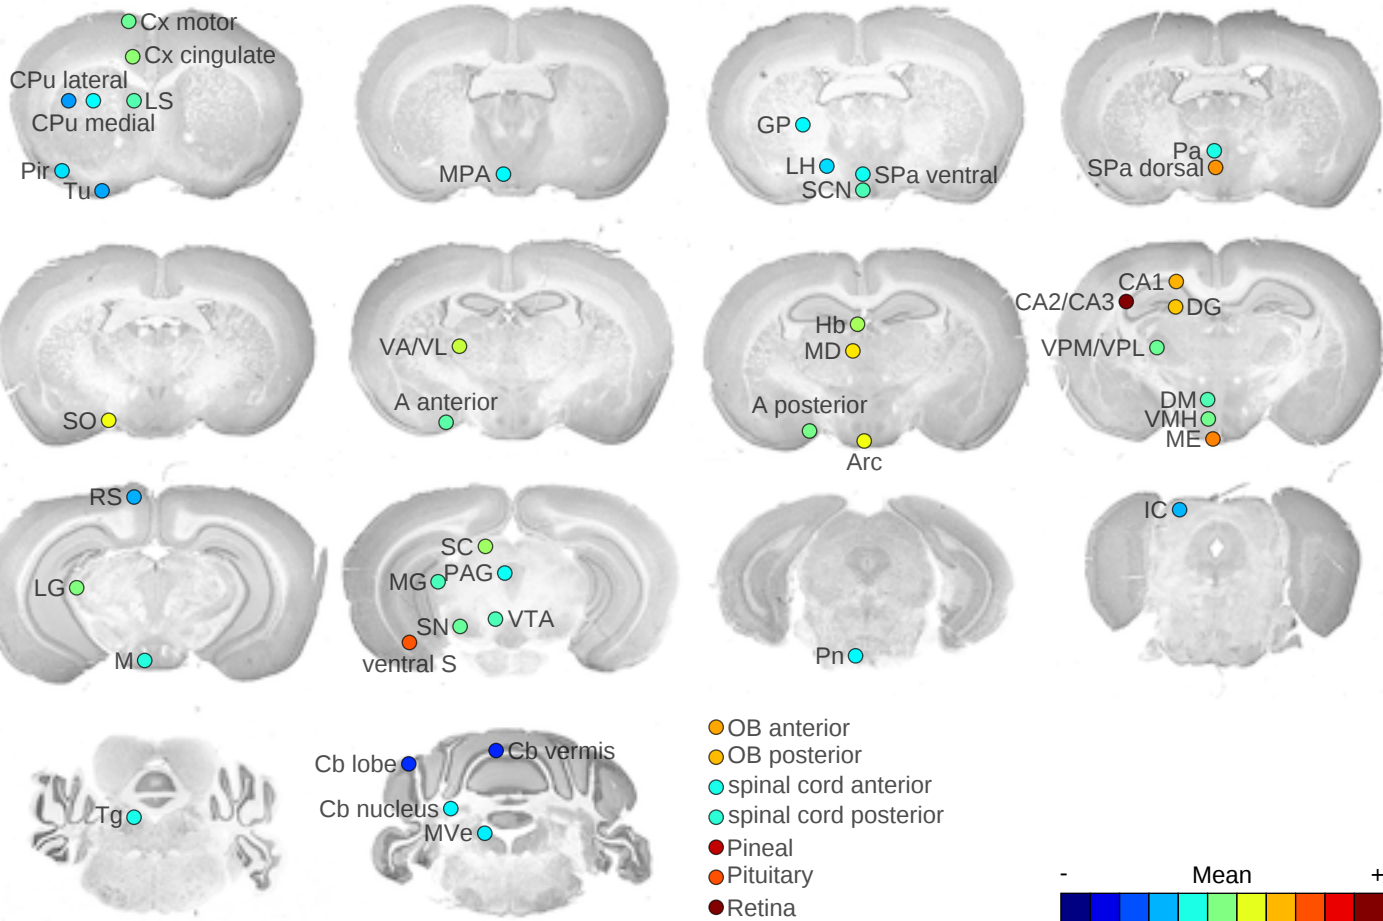 Cx motor
Cx cingulate
CPu lateral
LS
CPu medial
Pir
Tu
MPA
GP
LH
SPa ventral
SCN
Pa
SPa dorsal
SO
VA/VL
A anterior
Hb
MD
A posterior
Arc
CA1
CA2/CA3
DG
VPM/VPL
DM
VMH
ME
RS
LG
M
SC
MG
PAG
SN
VTA
ventral S
Pn
IC
Tg
Cb lobe
Cb vermis
Cb nucleus
MVe
OB anterior
OB posterior
spinal cord anterior
spinal cord posterior
Pineal
Pituitary
Retina
- Mean +